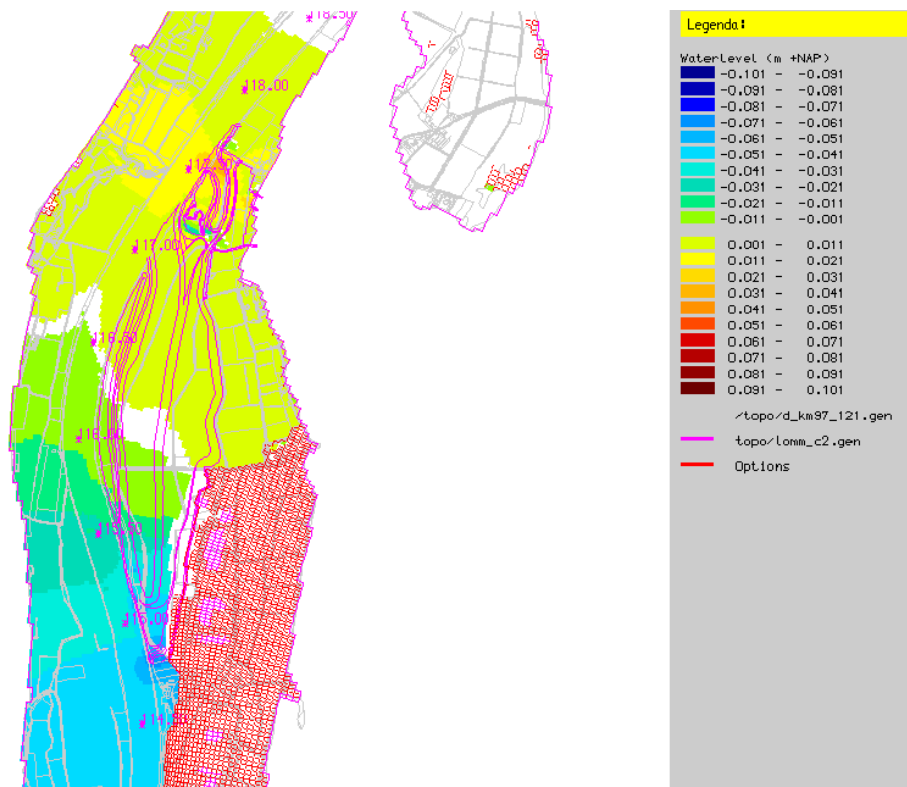 118.50
118.00
117.00
116.50
116.00
115.50
115.00
Legenda:
WaterLevel (m +NAP)
-0.101 - -0.091
-0.091 - -0.081
-0.081 - -0.071
-0.071 - -0.061
-0.061 - -0.051
-0.051 - -0.041
-0.041 - -0.031
-0.031 - -0.021
-0.021 - -0.011
-0.011 - -0.001
0.001 - 0.011
0.011 - 0.021
0.021 - 0.031
0.031 - 0.041
0.041 - 0.051
0.051 - 0.061
0.061 - 0.071
0.071 - 0.081
0.081 - 0.091
0.091 - 0.101
/topo/d_km97_121.gen
topo/lomm_c2.gen
Options